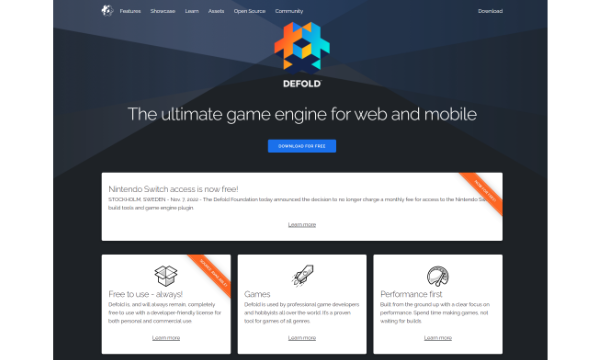 Features Showcase Learn Assets Open Source Community Download
DEFOLD
The ultimate game engine for web and mobile
DOWNLOAD FOR FREE
Nintendo Switch access is now free!
STOCKHOLM, SWEDEN - Nov. 7, 2022 - The Defold Foundation today announced the decision to no longer charge a monthly fee for access to the Nintendo
build tools and game engine plugin.
Learn more
Free to use - always!
Defold is, and will always remain, completely
free to use with a developer-friendly license for
both personal and commercial use.
Learn more
Games
Defold is used by professional game developers
and hobbyists all over the world. It's a proven
tool for games of all genres.
Learn more
Performance first
Built from the ground up with a clear focus on
performance. Spend time making games, not
waiting for builds.
Learn more